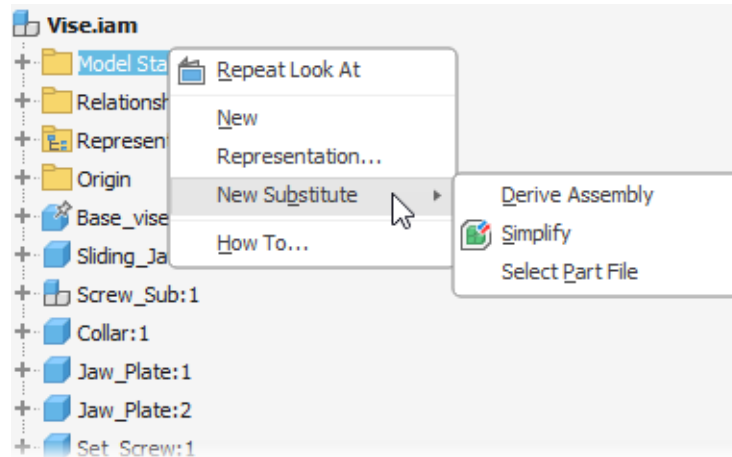 Vise.iam
Model Sta
Repeat Look At
Relationsh
New
Represen
Representation...
Origin
New Substitute
Derive Assembly
Base_vise
Simplify
Sliding_Ja
How To...
Select Part File
Screw_Sub:1
Collar:1
Jaw_Plate:1
Jaw_Plate:2
Set_Screw:1